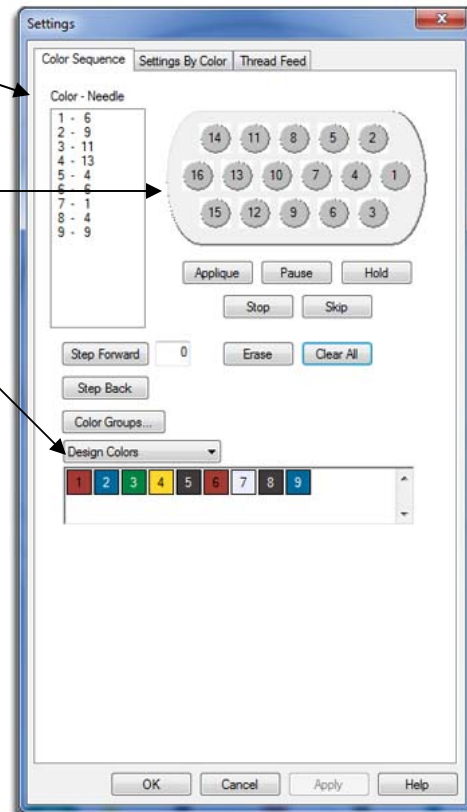 Settings
Color Sequence Settings By Color Thread Feed
Color - Needle
1 - 6
2 - 9
3 - 11
4 - 13
5 - 4
6 - 6
7 - 1
8 - 4
9 - 9
14 11 8 5 2
16 13 10 7 4 1
15 12 9 6 3
Applique Pause Hold
Stop Skip
Step Forward 0 Erase Clear All
Step Back
Color Groups...
Design Colors
1 2 3 4 5 6 7 8 9
OK Cancel Apply Help